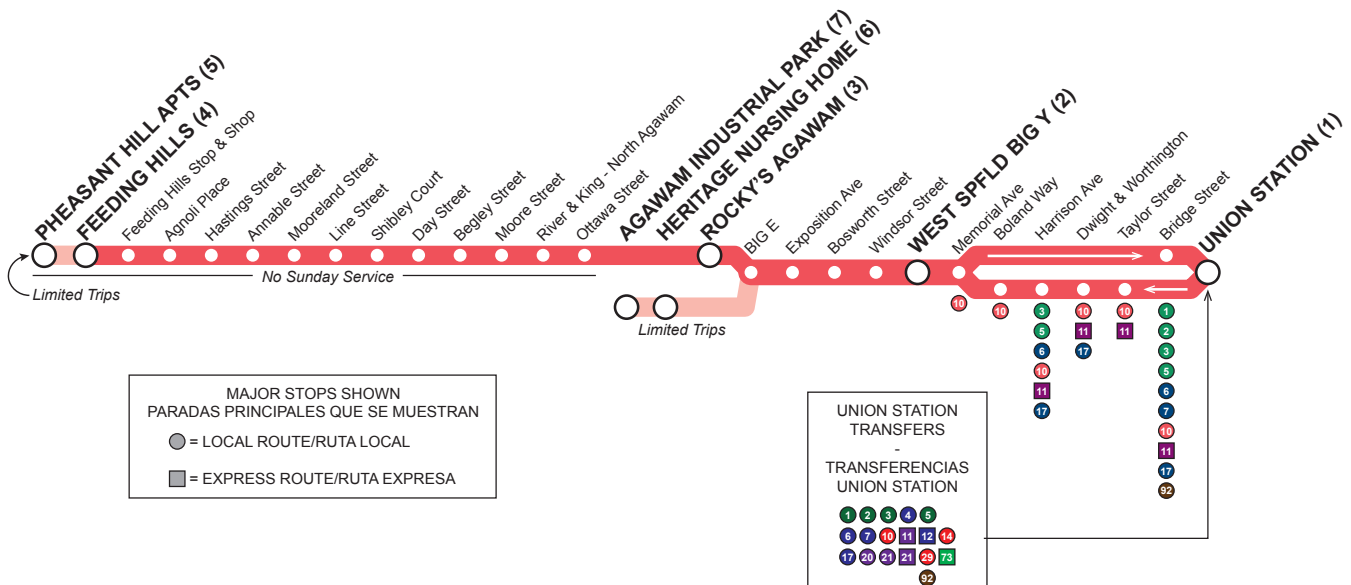 PHEASANT HILL APTS (5)
FEEDING HILLS (4)
Feeding Hills Stop & Shop
Agnoli Place
Hastings Street
Annable Street
Mooreland Street
Line Street
Shibley Court
Day Street
Begley Street
Moore Street
River & King - North Agawam
Ottawa Street
AGAWAM INDUSTRIAL PARK (7)
HERITAGE NURSING HOME (6)
ROCKY'S AGAWAM (3)
BIG E
Exposition Ave
Bosworth Street
Windsor Street
WEST SPFLD BIG Y (2)
Memorial Ave
Boland Way
Harrison Ave
Dwight & Worthington
Taylor Street
Bridge Street
UNION STATION (1)
No Sunday Service
Limited Trips
Limited Trips
10
10
3
5
6
10
11
17
10
11
17
10
11
1
2
3
5
6
7
10
11
17
92
MAJOR STOPS SHOWN
PARADAS PRINCIPALES QUE SE MUESTRAN
= LOCAL ROUTE/RUTA LOCAL
= EXPRESS ROUTE/RUTA EXPRESA
UNION STATION
TRANSFERS
-
TRANSFERENCIAS
UNION STATION
1 2 3 4 5
6 7 10 11 12 14
17 20 21 21 29 73
92